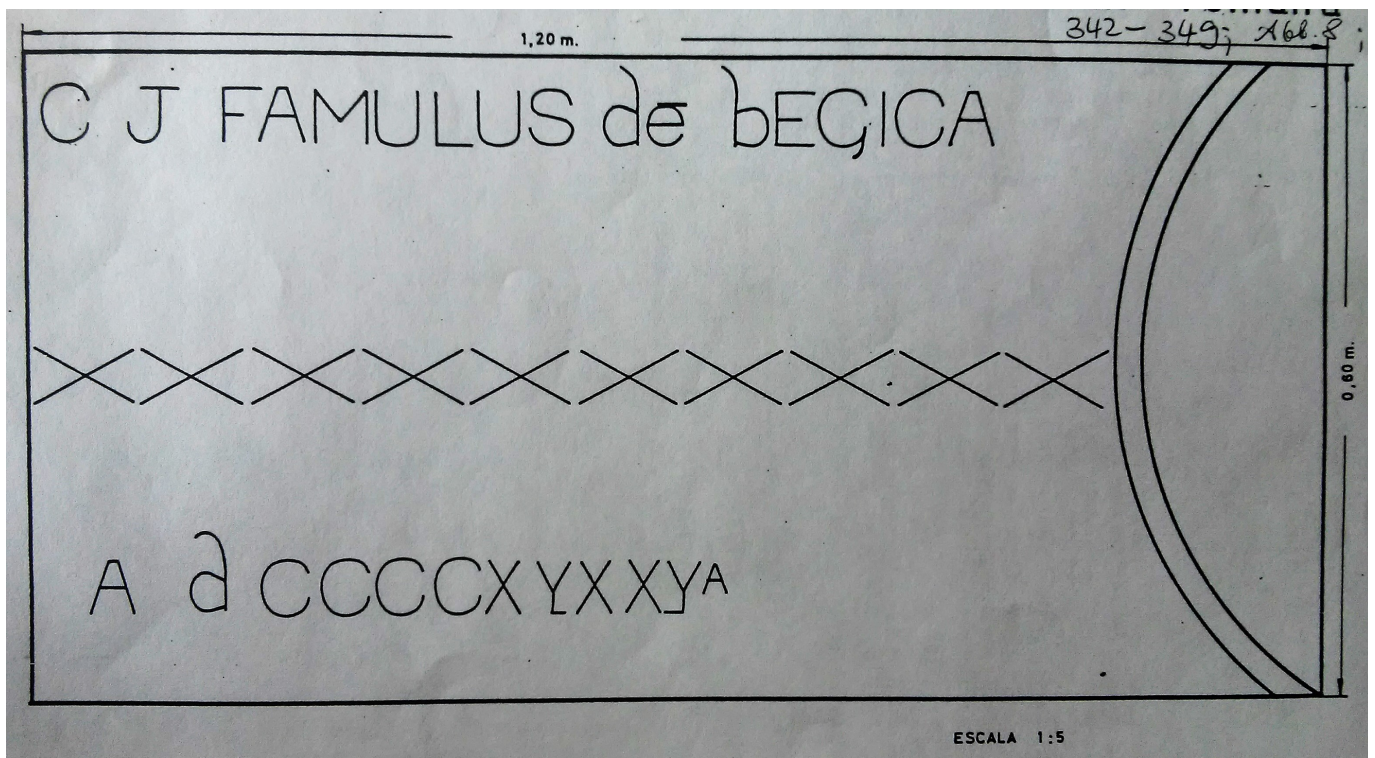 342-349; Abb. 8;
1,20 m.
C J FAMULUS de bEGICA
0,60 m.
A d CCCCXYXXYA
ESCALA 1:5